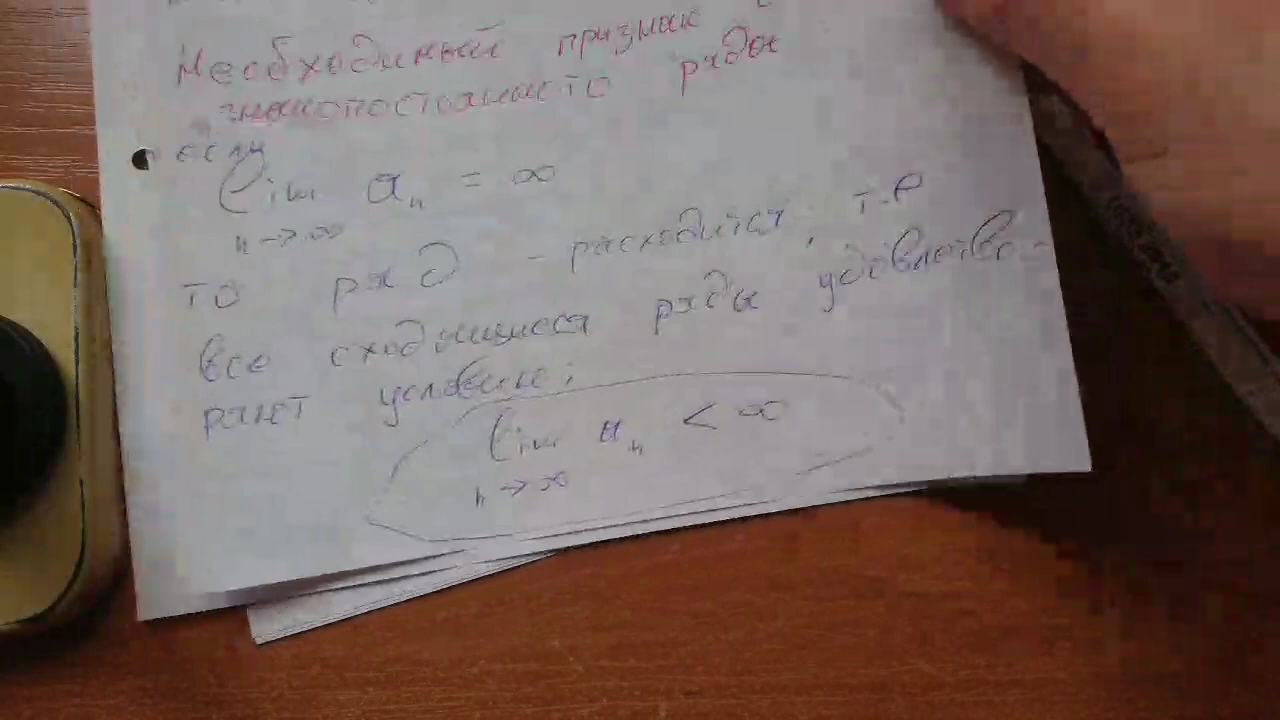 Необходимый признак
знакопостоянного ряда
если
lim aₙ = ∞
n→∞
то ряд - расходится, т.е
все сходящиеся ряды удовлетво-
ряют условию:
lim aₙ < ∞
n→∞